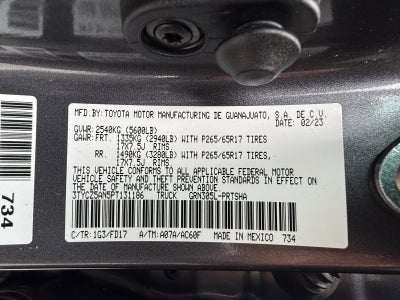 MFD.BY:TOYOTA MOTOR MANUFACTURING DE GUANAJUATO, S.A. DE C.V.
GVWR:2540KG (5600LB) DATE: 02/23
GAWR:FRT. 1335KG (2940LB) WITH P265/65R17 TIRES
17X7.5J RIMS
RR. 1490KG (3280LB) WITH P265/65R17 TIRES,
17X7.5J RIMS
THIS VEHICLE CONFORMS TO ALL APPLICABLE FEDERAL MOTOR
VEHICLE SAFETY AND THEFT PREVENTION STANDARDS IN EFFECT ON
THE DATE OF MANUFACTURE SHOWN ABOVE.
3TYCZ5AN5PT131186 TRUCK GRN305L-PRTSHA
C/TR:1G3/FD17 A/TM:A07A/AC60F MADE IN MEXICO 734
734